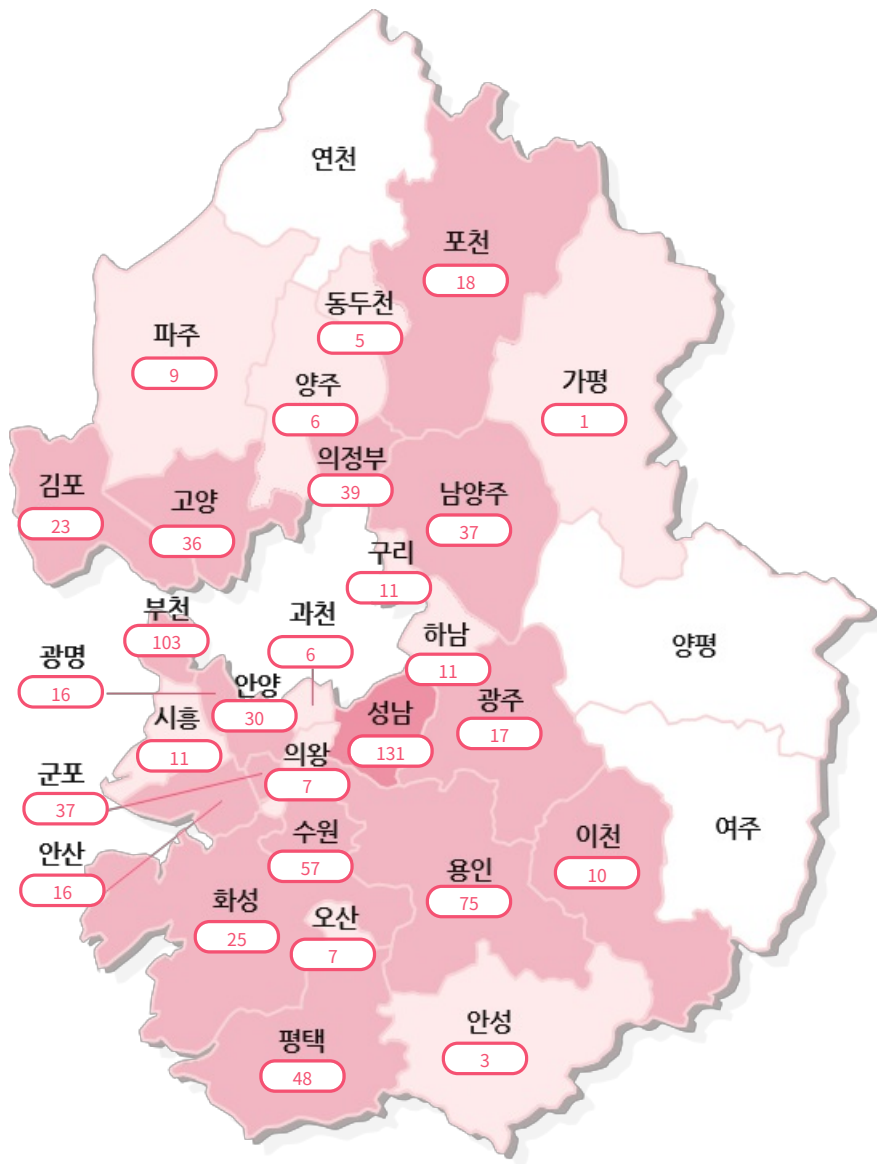 연천
포천
18
동두천
5
파주
9
양주
6
가평
1
의정부
39
김포
23
고양
36
남양주
37
구리
11
부천
103
과천
6
하남
11
양평
광명
16
안양
30
시흥
11
성남
131
광주
17
의왕
7
군포
37
수원
57
이천
10
여주
안산
16
용인
75
화성
25
오산
7
안성
3
평택
48